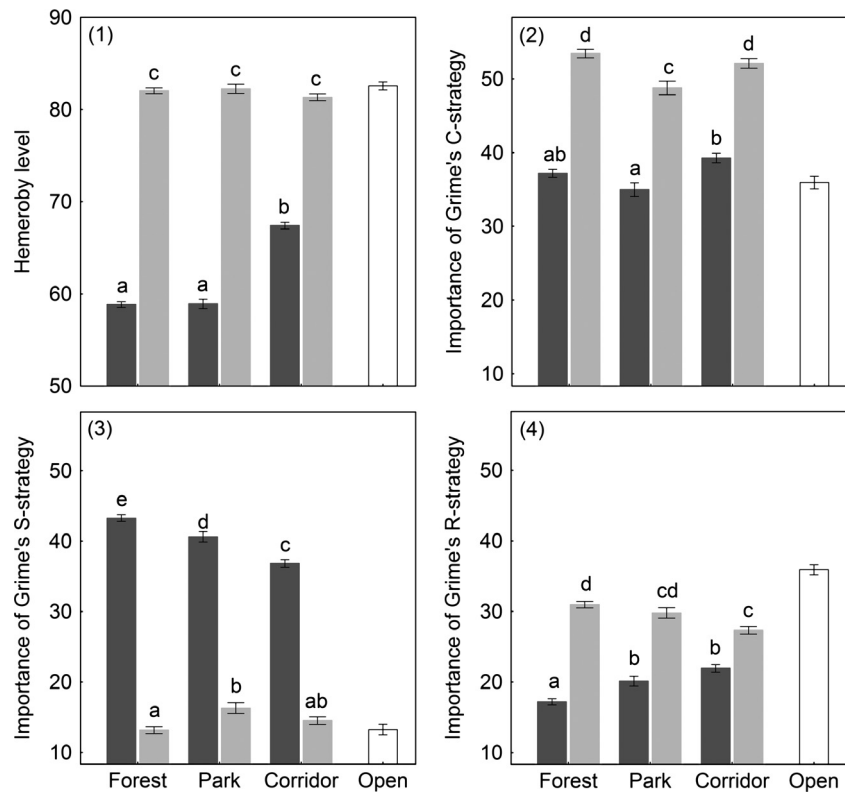 (1)
Hemeroby level
90
80
70
60
50
a
c
a
c
b
c
(2)
Importance of Grime's C-strategy
50
40
30
20
10
ab
d
a
c
b
d
(3)
Importance of Grime's S-strategy
50
40
30
20
10
e
a
d
b
c
ab
Forest Park Corridor Open
(4)
Importance of Grime's R-strategy
50
40
30
20
10
a
d
b
cd
b
c
Forest Park Corridor Open